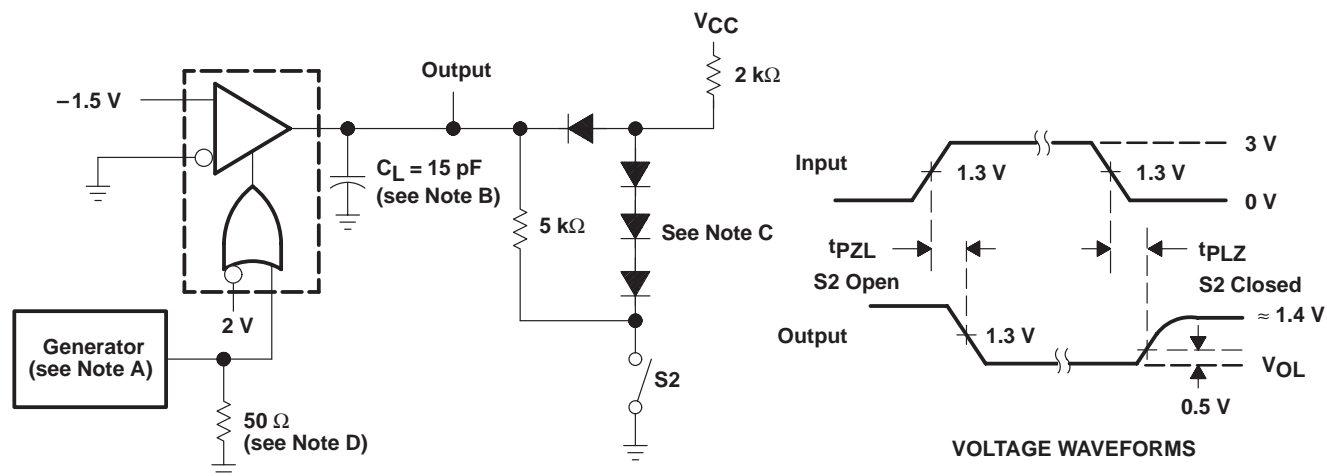 VCC
2 kΩ
Output
–1.5 V
CL = 15 pF
(see Note B)
5 kΩ
See Note C
2 V
Generator
(see Note A)
50 Ω
(see Note D)
S2
Input
3 V
1.3 V
1.3 V
0 V
tPZL
tPLZ
S2 Open
S2 Closed
≈ 1.4 V
Output
1.3 V
VOL
0.5 V
VOLTAGE WAVEFORMS